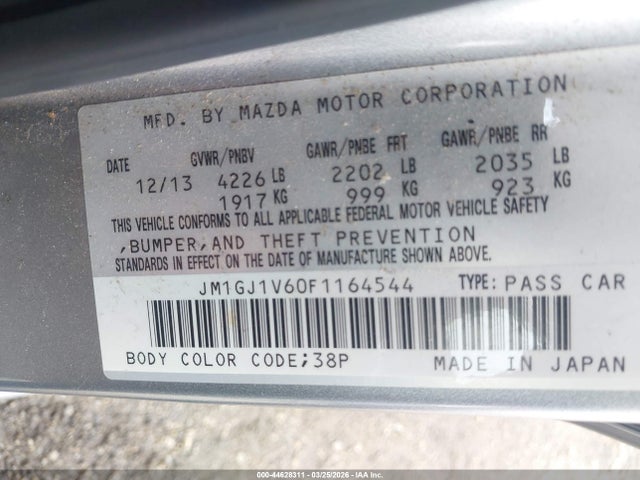 MFD. BY MAZDA MOTOR CORPORATION
DATE GVWR/PNBV GAWR/PNBE FRT GAWR/PNBE RR
12/13 4226 LB 2202 LB 2035 LB
1917 KG 999 KG 923 KG
THIS VEHICLE CONFORMS TO ALL APPLICABLE FEDERAL MOTOR VEHICLE SAFETY
,BUMPER,AND THEFT PREVENTION
STANDARDS IN EFFECT ON THE DATE OF MANUFACTURE SHOWN ABOVE.
JM1GJ1V60F1164544 TYPE: PASS CAR
BODY COLOR CODE;38P MADE IN JAPAN
000-44628311 - 03/25/2026 - IAAI.COM